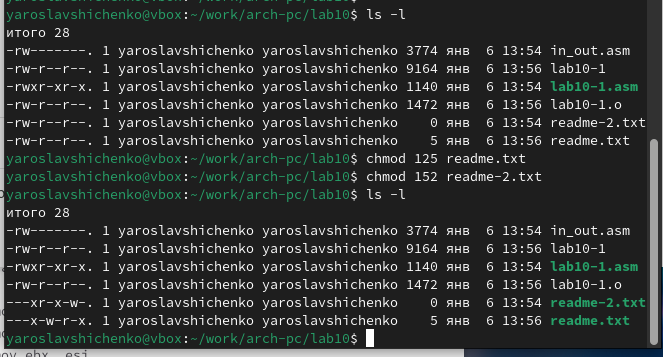 yaroslavshichenko@vbox:~/work/arch-pc/lab10$ ls -l
итого 28
-rw-------. 1 yaroslavshichenko yaroslavshichenko 3774 янв  6 13:54 in_out.asm
-rw-r--r--. 1 yaroslavshichenko yaroslavshichenko 9164 янв  6 13:56 lab10-1
-rwxr-xr-x. 1 yaroslavshichenko yaroslavshichenko 1140 янв  6 13:54 lab10-1.asm
-rw-r--r--. 1 yaroslavshichenko yaroslavshichenko 1472 янв  6 13:56 lab10-1.o
-rw-r--r--. 1 yaroslavshichenko yaroslavshichenko    0 янв  6 13:54 readme-2.txt
-rw-r--r--. 1 yaroslavshichenko yaroslavshichenko    5 янв  6 13:56 readme.txt
yaroslavshichenko@vbox:~/work/arch-pc/lab10$ chmod 125 readme.txt
yaroslavshichenko@vbox:~/work/arch-pc/lab10$ chmod 152 readme-2.txt
yaroslavshichenko@vbox:~/work/arch-pc/lab10$ ls -l
итого 28
-rw-------. 1 yaroslavshichenko yaroslavshichenko 3774 янв  6 13:54 in_out.asm
-rw-r--r--. 1 yaroslavshichenko yaroslavshichenko 9164 янв  6 13:56 lab10-1
-rwxr-xr-x. 1 yaroslavshichenko yaroslavshichenko 1140 янв  6 13:54 lab10-1.asm
-rw-r--r--. 1 yaroslavshichenko yaroslavshichenko 1472 янв  6 13:56 lab10-1.o
---xr-x-w-. 1 yaroslavshichenko yaroslavshichenko    0 янв  6 13:54 readme-2.txt
---x-w-r-x. 1 yaroslavshichenko yaroslavshichenko    5 янв  6 13:56 readme.txt
yaroslavshichenko@vbox:~/work/arch-pc/lab10$